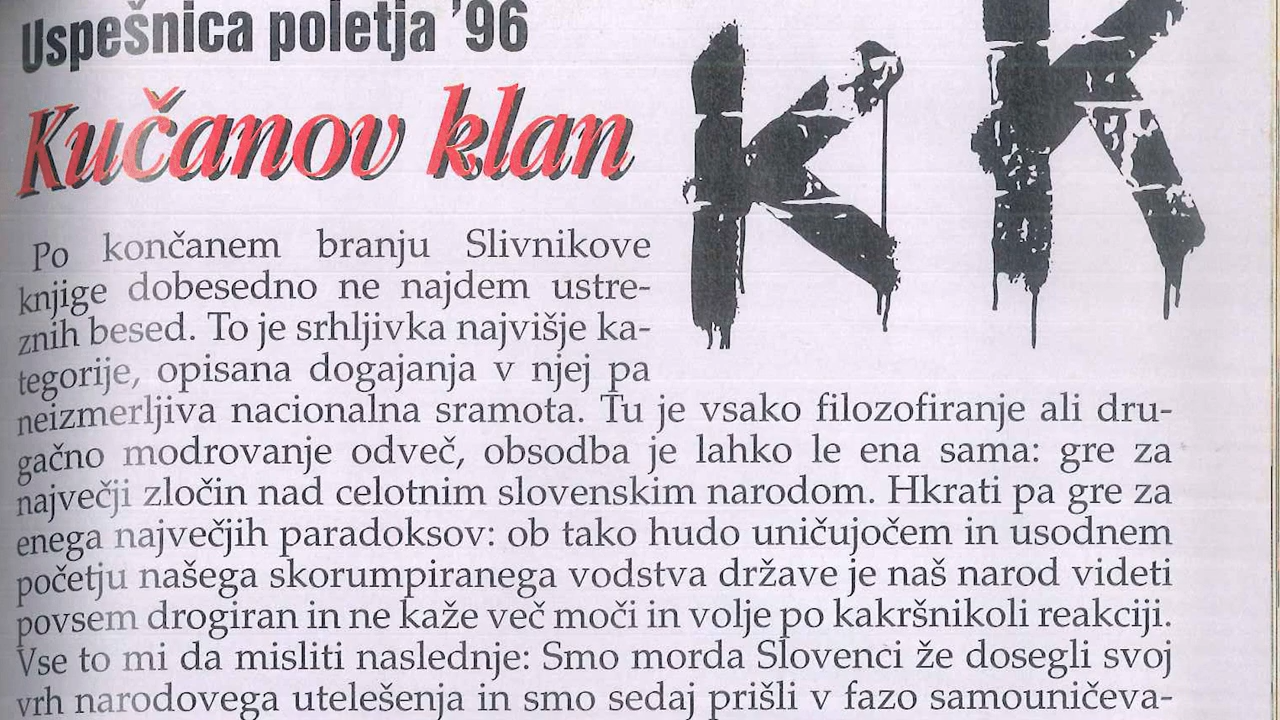 Uspešnica poletja '96
Kučanov klan
K K
Po končanem branju Slivnikove
knjige dobesedno ne najdem ustre-
znih besed. To je srhljivka najvišje ka-
tegorije, opisana dogajanja v njej pa
neizmerljiva nacionalna sramota. Tu je vsako filozofiranje ali dru-
gačno modrovanje odveč, obsodba je lahko le ena sama: gre za
največji zločin nad celotnim slovenskim narodom. Hkrati pa gre za
enega največjih paradoksov: ob tako hudo uničujočem in usodnem
početju našega skorumpiranega vodstva države je naš narod videti
povsem drogiran in ne kaže več moči in volje po kakršnikoli reakciji.
Vse to mi da misliti naslednje: Smo morda Slovenci že dosegli svoj
vrh narodovega utelešenja in smo sedaj prišli v fazo samouničeva-